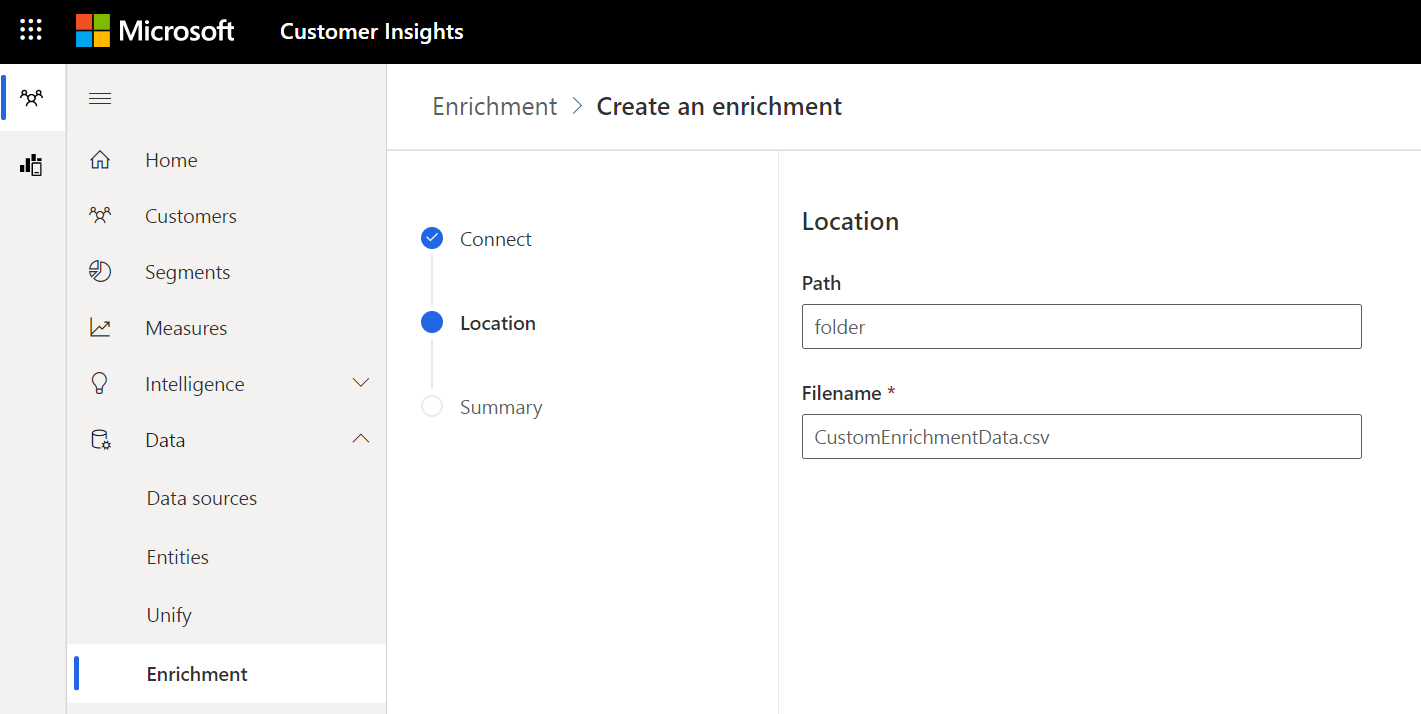 Microsoft Customer Insights
Enrichment > Create an enrichment
Home
Customers
Segments
Measures
Intelligence
Data
Data sources
Entities
Unify
Enrichment
Connect
Location
Summary
Location
Path
folder
Filename *
CustomEnrichmentData.csv